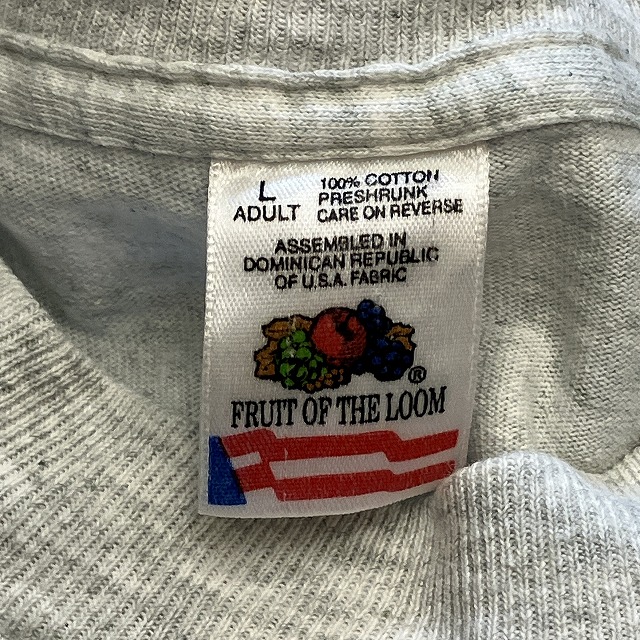 L
ADULT
100% COTTON
PRESHRUNK
CARE ON REVERSE
ASSEMBLED IN
DOMINICAN REPUBLIC
OF U.S.A. FABRIC
®
FRUIT OF THE LOOM